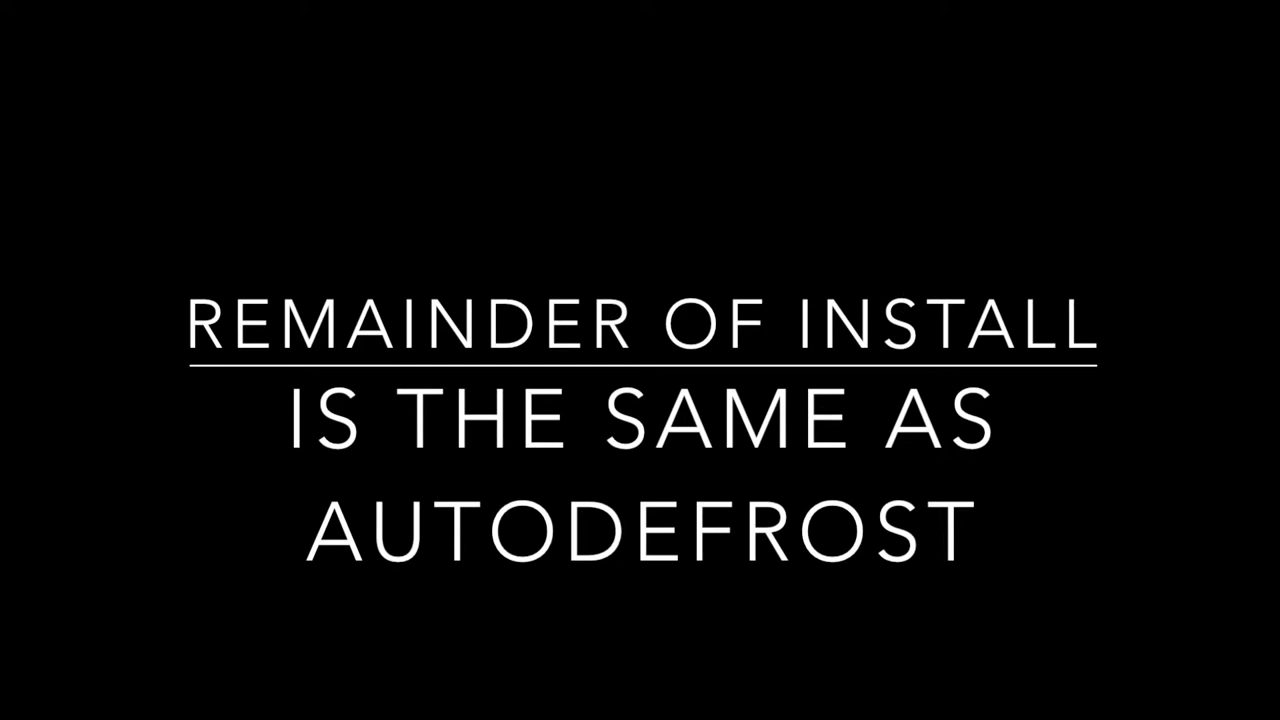 REMAINDER OF INSTALL
IS THE SAME AS
AUTODEFROST